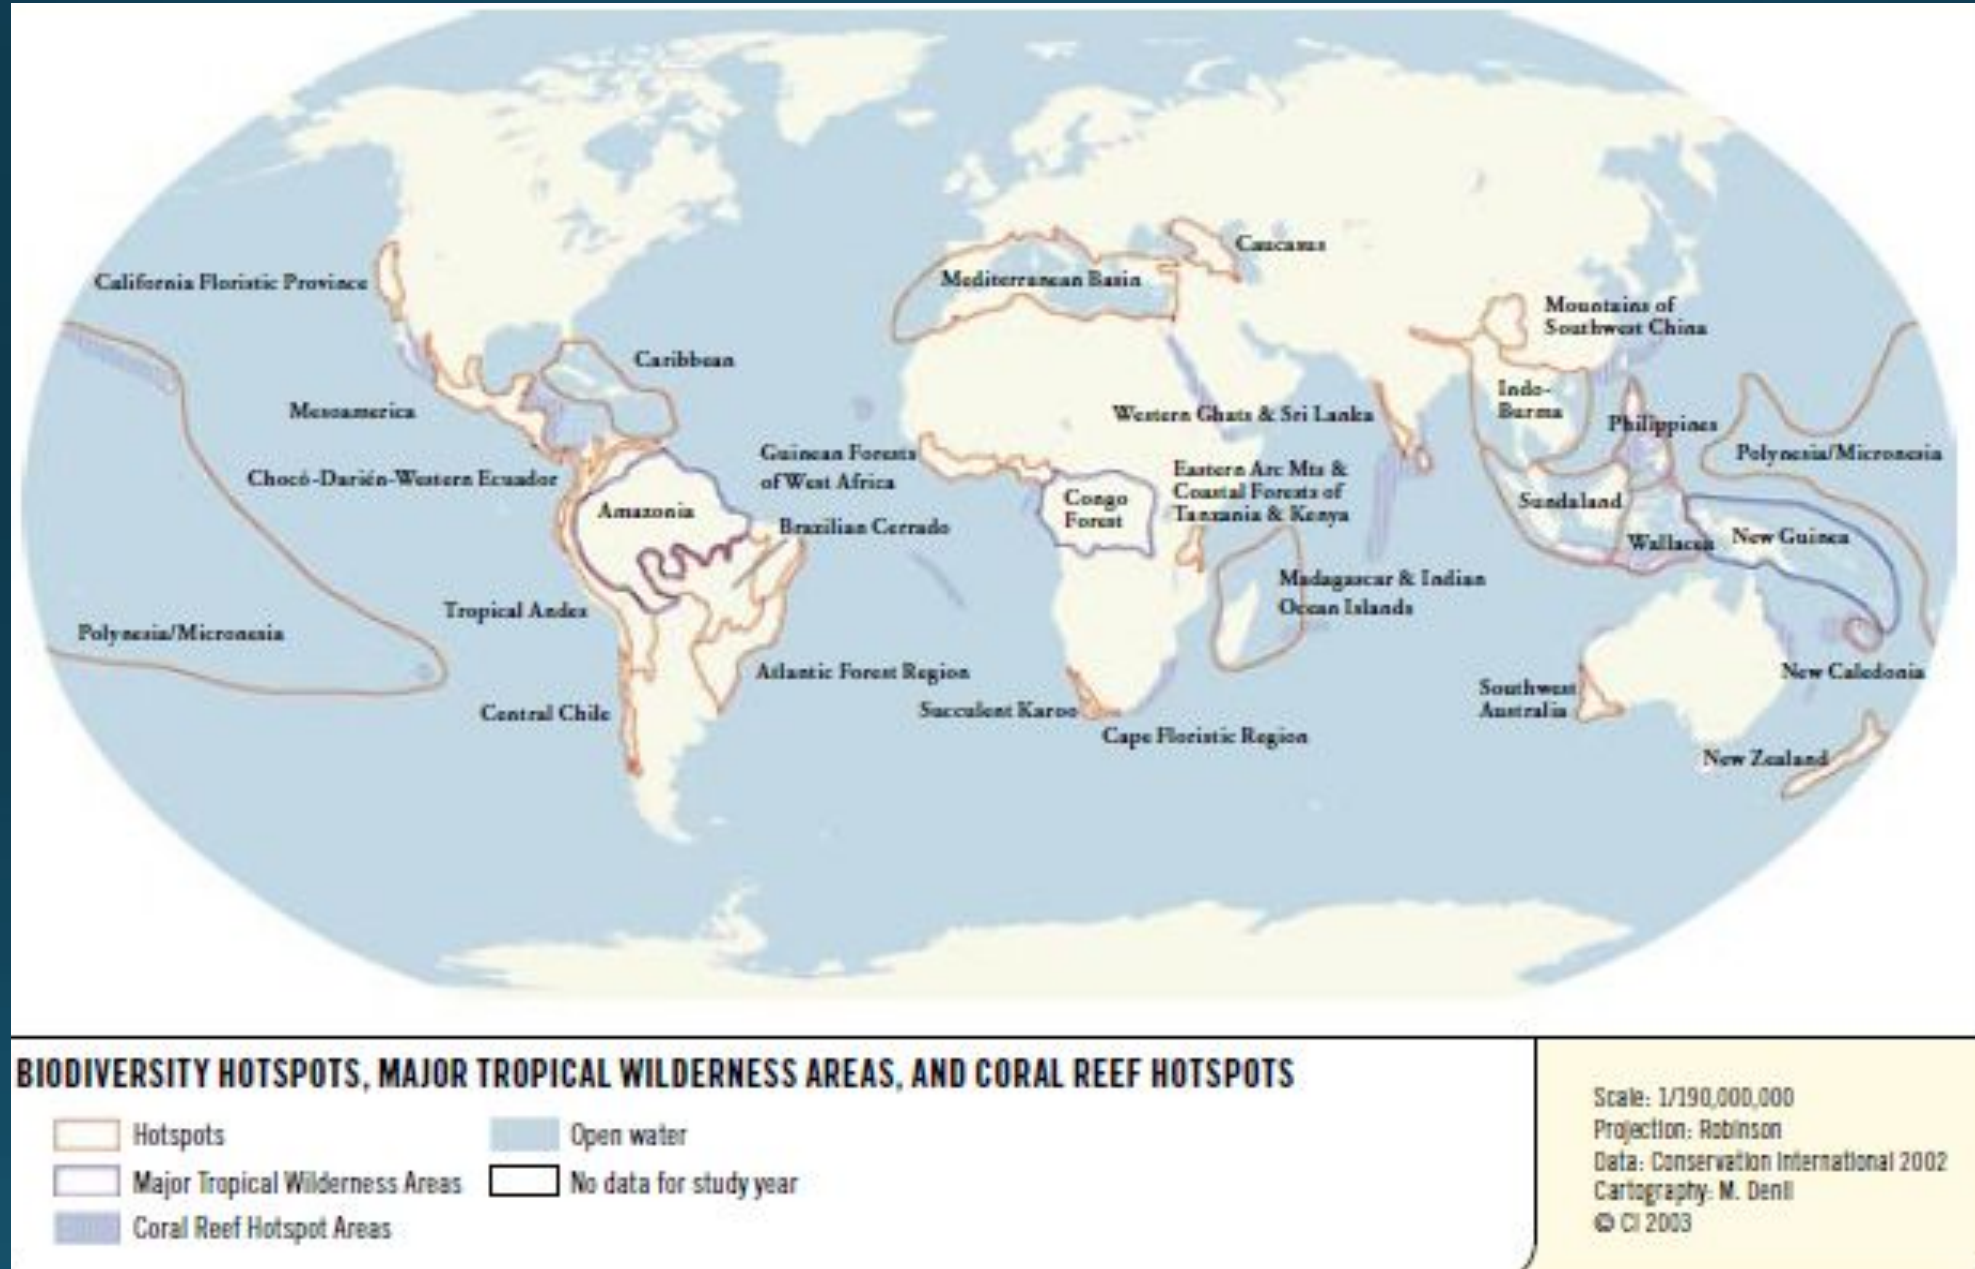 California Floristic Province
Mesoamerica
Chocó-Darién-Western Ecuador
Polynesia/Micronesia
Caribbean
Amazonia
Brazilian Cerrado
Tropical Andes
Central Chile
Atlantic Forest Region
Mediterranean Basin
Caucasus
Guinean Forests
of West Africa
Congo
Forest
Western Ghats & Sri Lanka
Eastern Arc Mts &
Coastal Forests of
Tanzania & Kenya
Madagascar & Indian
Ocean Islands
Succulent Karoo
Cape Floristic Region
Mountains of
Southwest China
Indo-
Burma
Philippines
Polynesia/Micronesia
Sundaland
Wallacea
New Guinea
New Caledonia
Southwest
Australia
New Zealand
BIODIVERSITY HOTSPOTS, MAJOR TROPICAL WILDERNESS AREAS, AND CORAL REEF HOTSPOTS
Hotspots
Major Tropical Wilderness Areas
Coral Reef Hotspot Areas
Open water
No data for study year
Scale: 1/190,000,000
Projection: Robinson
Data: Conservation International 2002
Cartography: M. Denil
© CI 2003